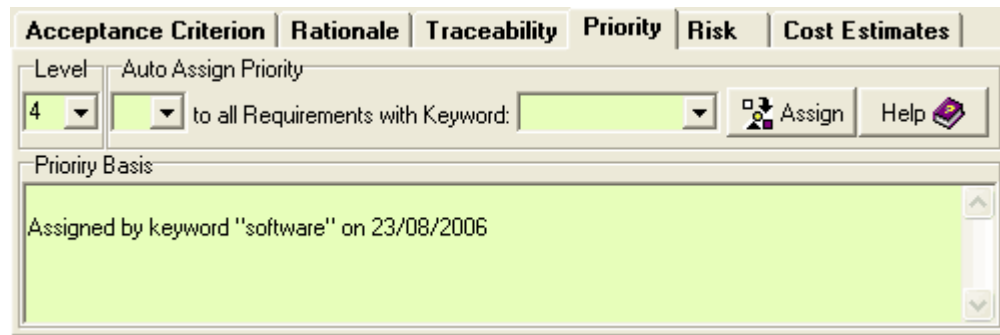 Acceptance Criterion Rationale Traceability Priority Risk Cost Estimates
Level Auto Assign Priority
4 to all Requirements with Keyword: Assign Help
Prioriry Basis
Assigned by keyword "software" on 23/08/2006